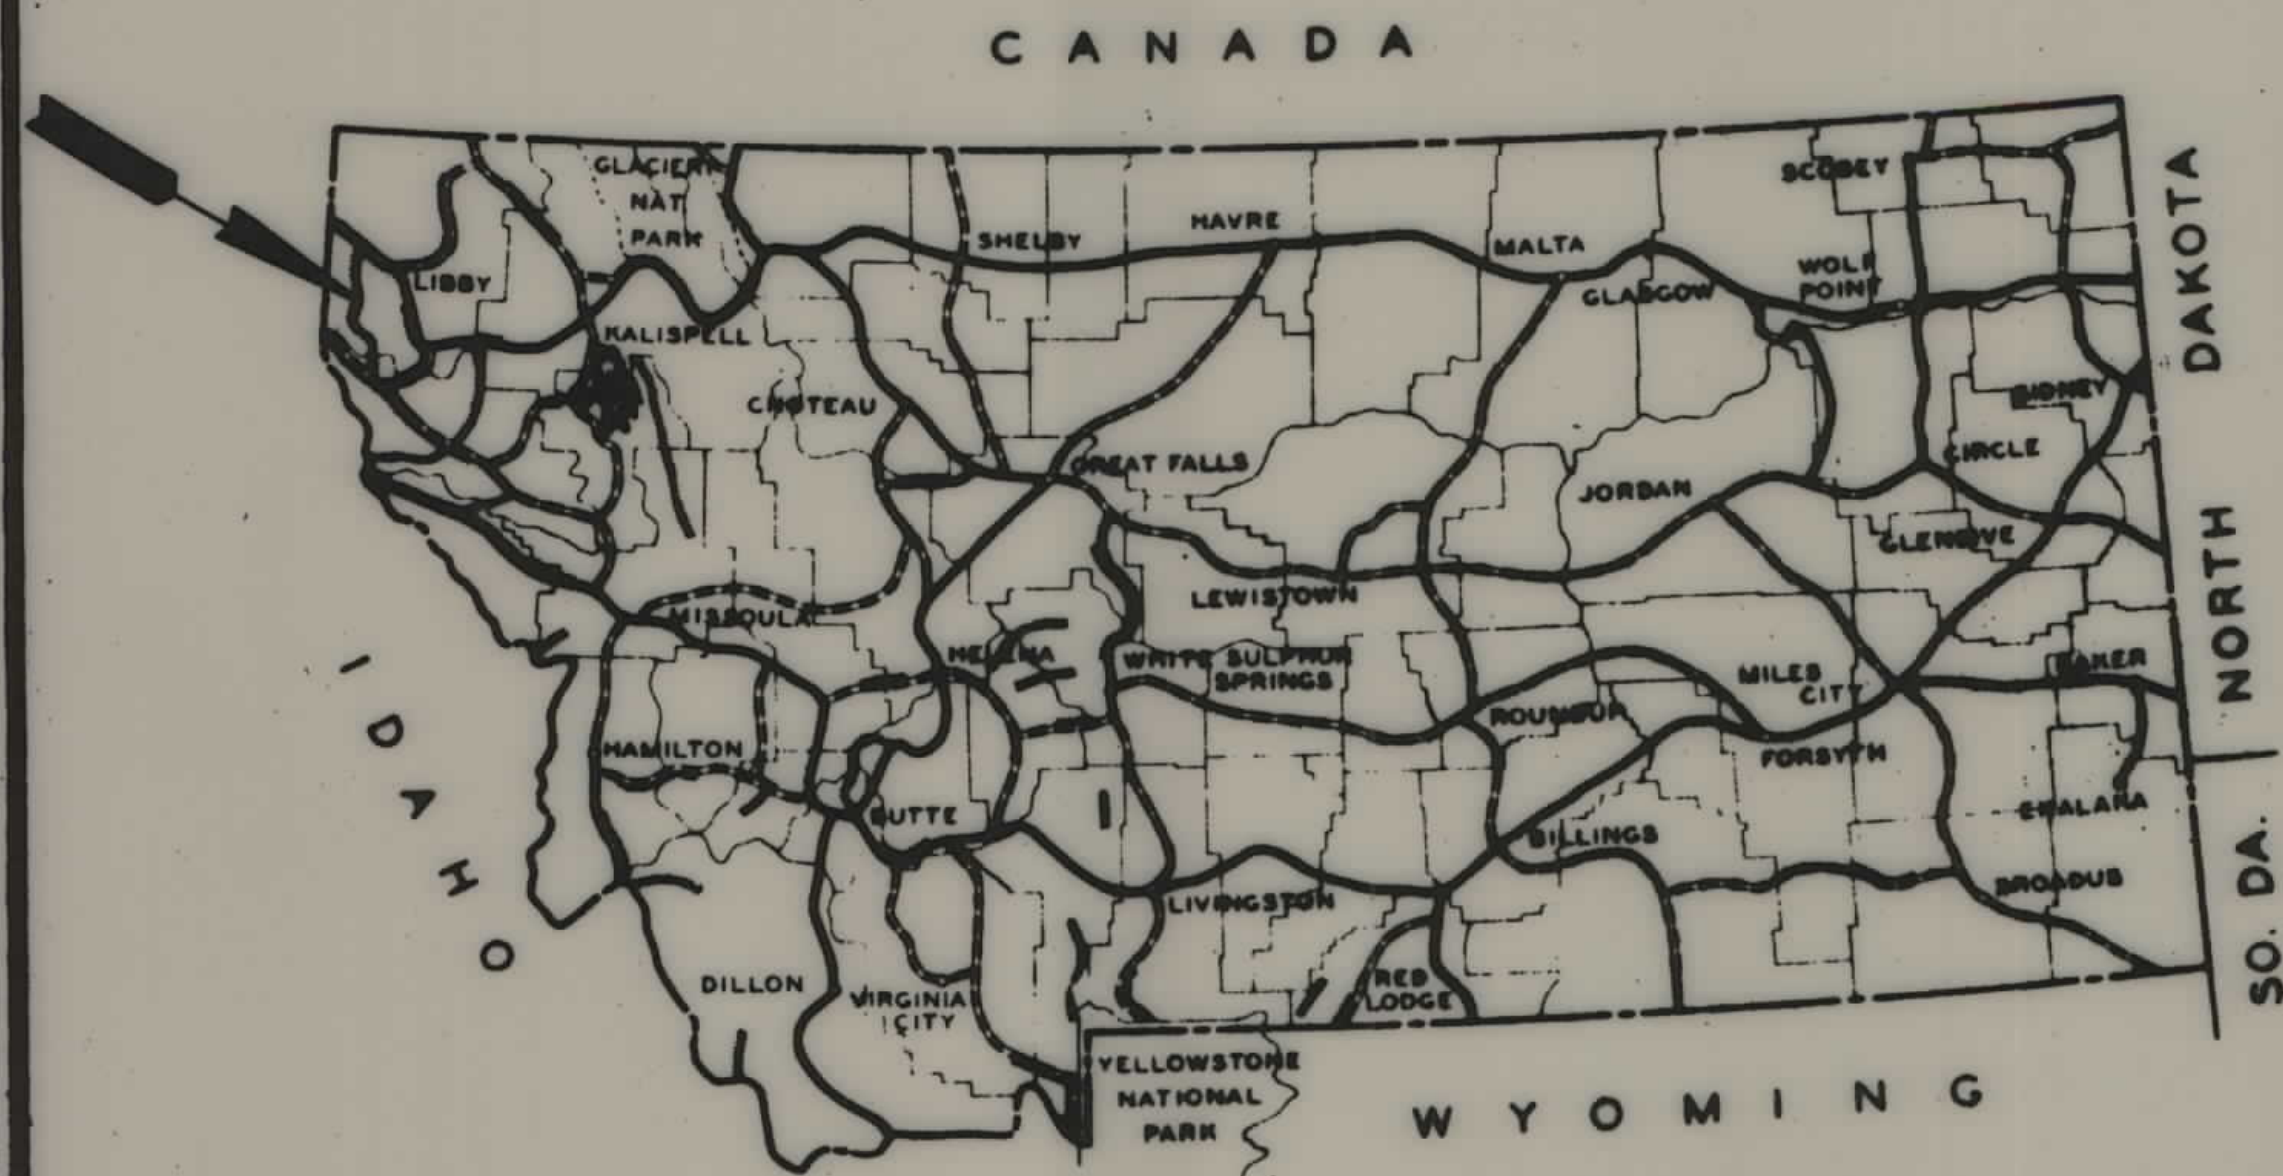 CANADA
GLACIER
NAT
PARK
SCOBEY
SHELBY
HAVRE
MALTA
LIBBY
WOLF
POINT
GLASGOW
KALISPELL
DAKOTA
CHOTEAU
SIDNEY
GREAT FALLS
CIRCLE
JORDAN
GLENDIVE
LEWISTOWN
MISSOULA
NORTH
HELENA
WHITE SULPHUR
SPRINGS
BAKER
MILES
CITY
IDAHO
ROUNDUP
HAMILTON
FORSYTH
BUTTE
I
EKALAKA
BILLINGS
BROADUS
LIVINGSTON
SO. DA.
DILLON
VIRGINIA
CITY
RED
LODGE
YELLOWSTONE
NATIONAL
PARK
WYOMING